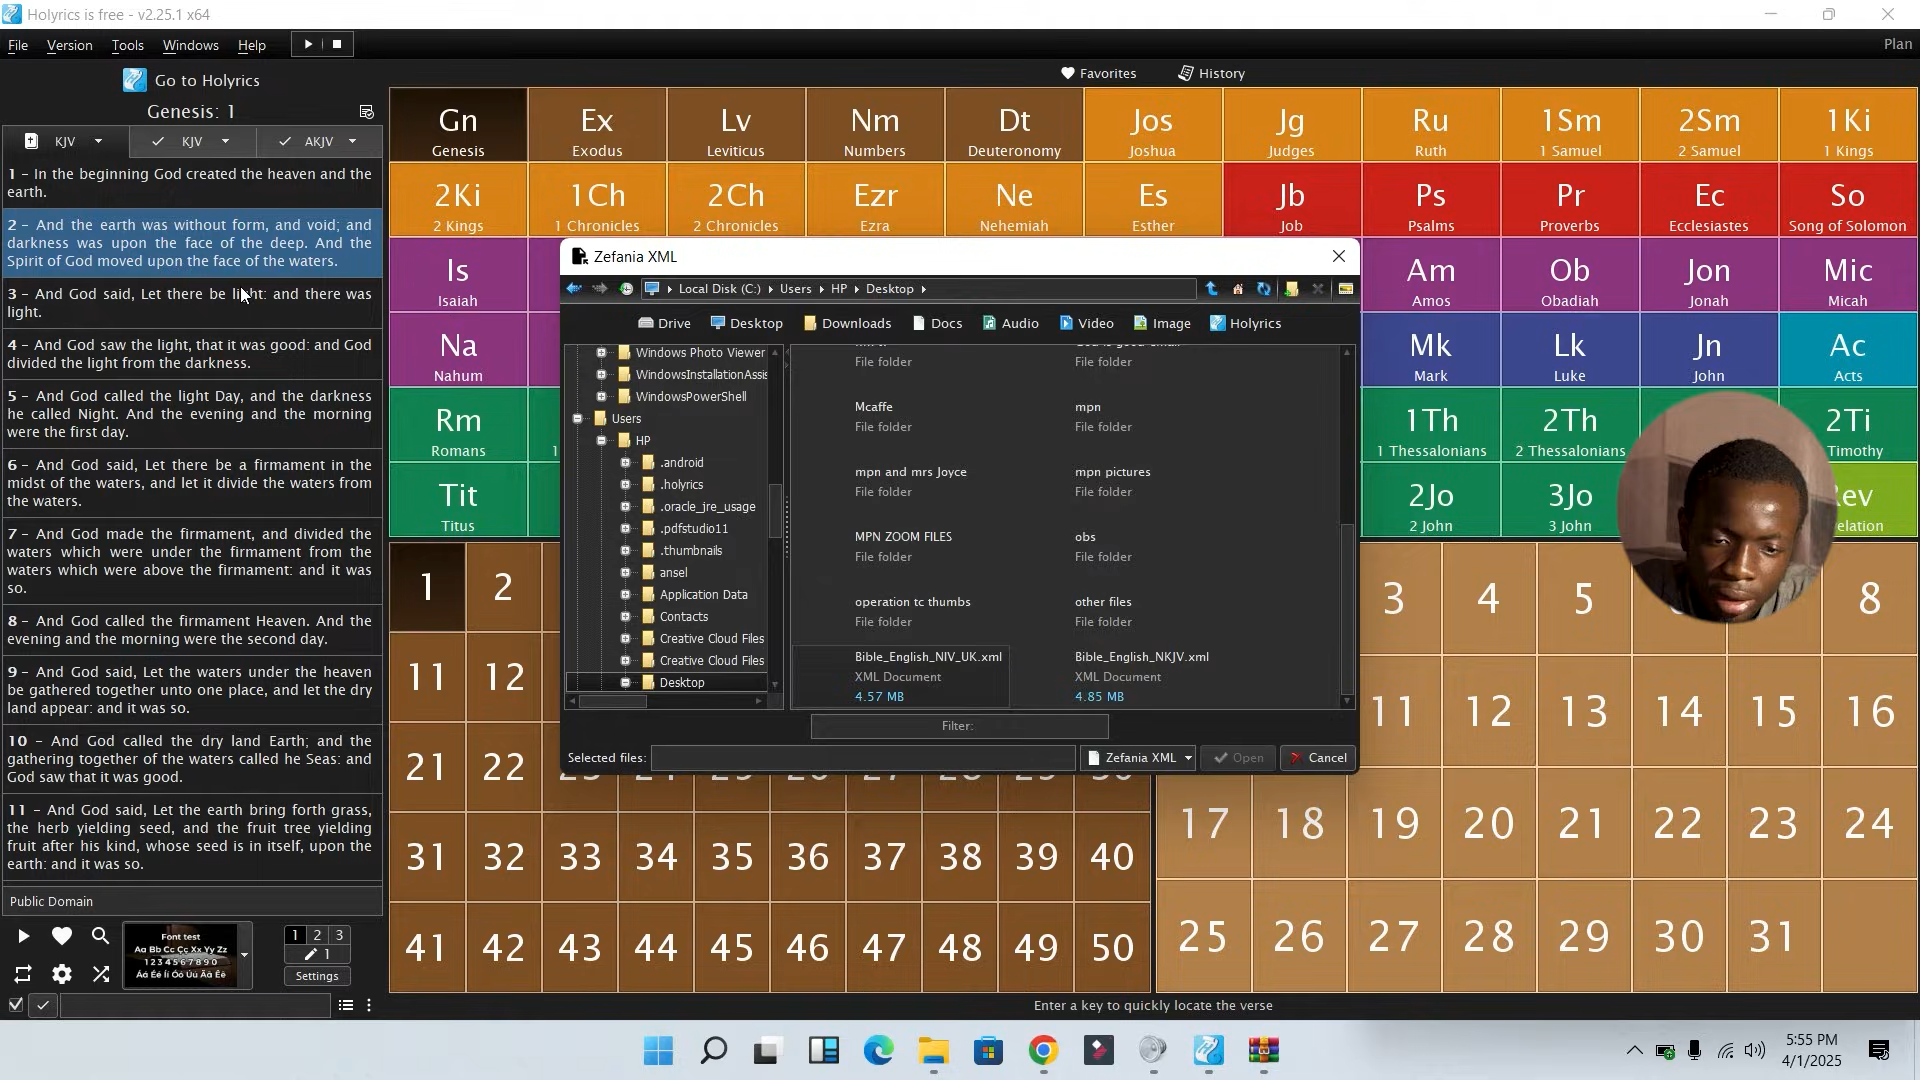 Holyrics is free - v2.25.1 x64
File Version Tools Windows Help
Plan
Go to Holyrics
Genesis: 1
KJV KJV AKJV
1 - In the beginning God created the heaven and the
earth.
2 - And the earth was without form, and void; and
darkness was upon the face of the deep. And the
Spirit of God moved upon the face of the waters.
3 - And God said, Let there be light: and there was
light.
4 - And God saw the light, that it was good: and God
divided the light from the darkness.
5 - And God called the light Day, and the darkness
he called Night. And the evening and the morning
were the first day.
6 - And God said, Let there be a firmament in the
midst of the waters, and let it divide the waters from
the waters.
7 - And God made the firmament, and divided the
waters which were under the firmament from the
waters which were above the firmament: and it was
so.
8 - And God called the firmament Heaven. And the
evening and the morning were the second day.
9 - And God said, Let the waters under the heaven
be gathered together unto one place, and let the dry
land appear: and it was so.
10 - And God called the dry land Earth; and the
gathering together of the waters called he Seas: and
God saw that it was good.
11 - And God said, Let the earth bring forth grass,
the herb yielding seed, and the fruit tree yielding
fruit after his kind, whose seed is in itself, upon the
earth: and it was so.
Public Domain
Font test
Aa Bb Cc Çç Xx Yy Zz
1 2 3 4 5 6 7 8 9 0
1 2 3
1
Settings
Favorites History
Gn Ex Lv Nm Dt Jos Jg Ru 1Sm 2Sm 1Ki
Genesis Exodus Leviticus Numbers Deuteronomy Joshua Judges Ruth 1 Samuel 2 Samuel 1 Kings
2Ki 1Ch 2Ch Ezr Ne Es Jb Ps Pr Ec So
2 Kings 1 Chronicles 2 Chronicles Ezra Nehemiah Esther Job Psalms Proverbs Ecclesiastes Song of Solomon
Is Am Ob Jon Mic
Isaiah Amos Obadiah Jonah Micah
Na Mk Lk Jn Ac
Nahum Mark Luke John Acts
Rm 1Th 2Th 2Ti
Romans 1 1 Thessalonians 2 Thessalonians Timothy
Tit 2Jo 3Jo ev
Titus 2 John 3 John elation
Zefania XML
Local Disk (C:) Users HP Desktop
Drive Desktop Downloads Docs Audio Video Image Holyrics
Windows Photo Viewer
WindowsInstallationAssis
WindowsPowerShell
Users
HP
.android
.holyrics
.oracle_jre_usage
.pdfstudio11
.thumbnails
ansel
Application Data
Contacts
Creative Cloud Files
Creative Cloud Files
Desktop
File folder File folder
Mcaffe mpn
File folder File folder
mpn and mrs Joyce mpn pictures
File folder File folder
MPN ZOOM FILES obs
File folder File folder
operation tc thumbs other files
File folder File folder
Bible_English_NIV_UK.xml Bible_English_NKJV.xml
XML Document XML Document
4.57 MB 4.85 MB
Filter:
Selected files: Zefania XML Open Cancel
1 2
11 12
21 22
31 32 33 34 35 36 37 38 39 40
41 42 43 44 45 46 47 48 49 50
3 4 5 8
11 12 13 14 15 16
17 18 19 20 21 22 23 24
25 26 27 28 29 30 31
Enter a key to quickly locate the verse
5:55 PM
4/1/2025